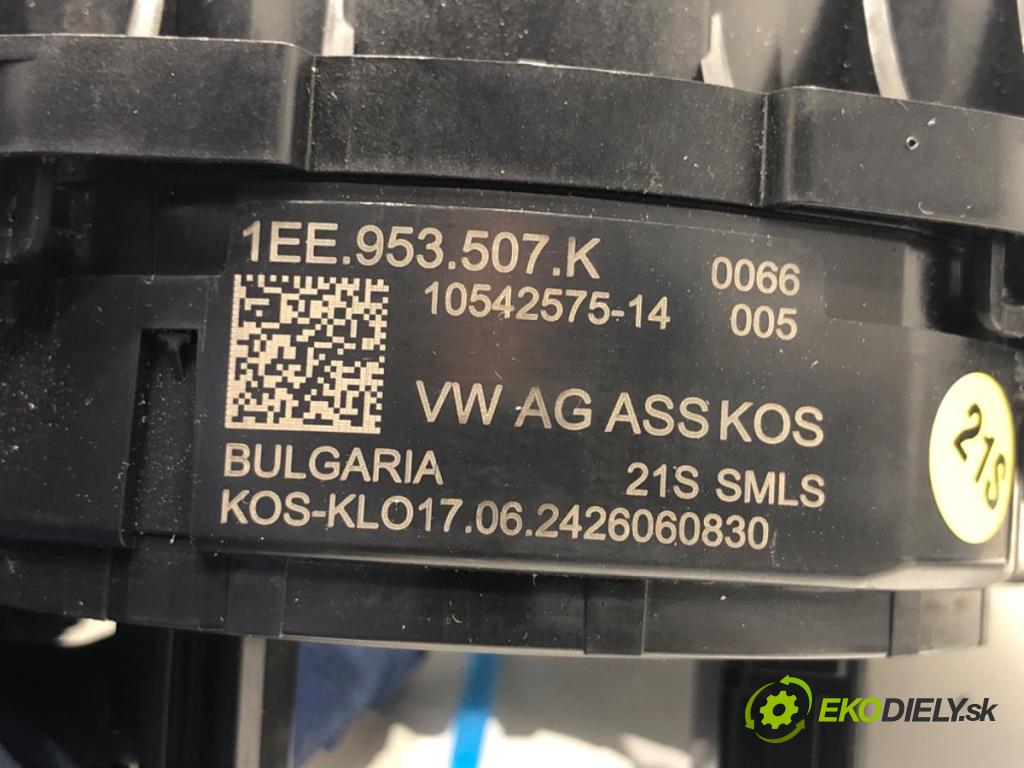 1EE.953.507.K 0066
10542575-14 005
VW AG ASS KOS
BULGARIA 21S SMLS
KOS-KLO17.06.2426060830
21S
EKODIELY.sk